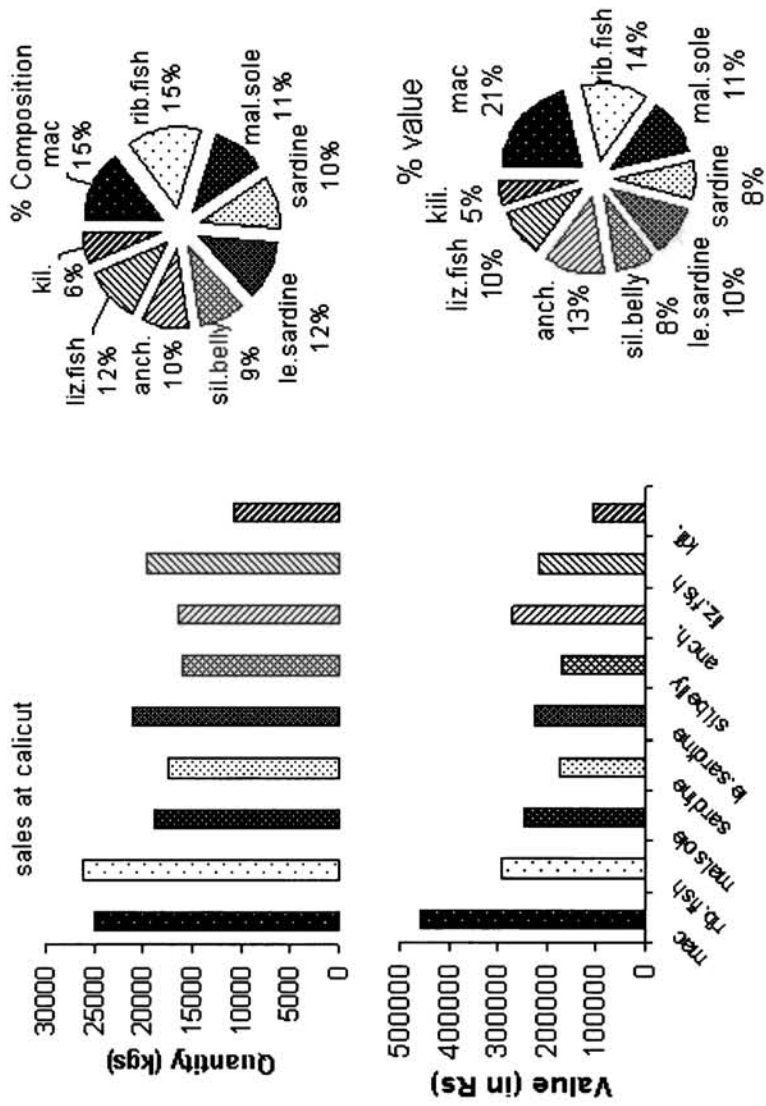 sales at calicut
30000
25000
20000
15000
10000
5000
0
Quantity (kgs)
% Composition
mac
15%
rib.fish
15%
mal.sole
11%
sardine
10%
le.sardine
12%
sil.belly
9%
anch.
10%
liz.fish
12%
kil.
6%
500000
400000
300000
200000
100000
0
Value (in Rs)
mac
rib.fish
mal.sole
sardine
le.sardine
sil.belly
anch.
liz.fish
kil.
% value
mac
21%
rib.fish
14%
mal.sole
11%
sardine
8%
le.sardine
10%
sil.belly
8%
anch.
13%
liz.fish
10%
kili.
5%